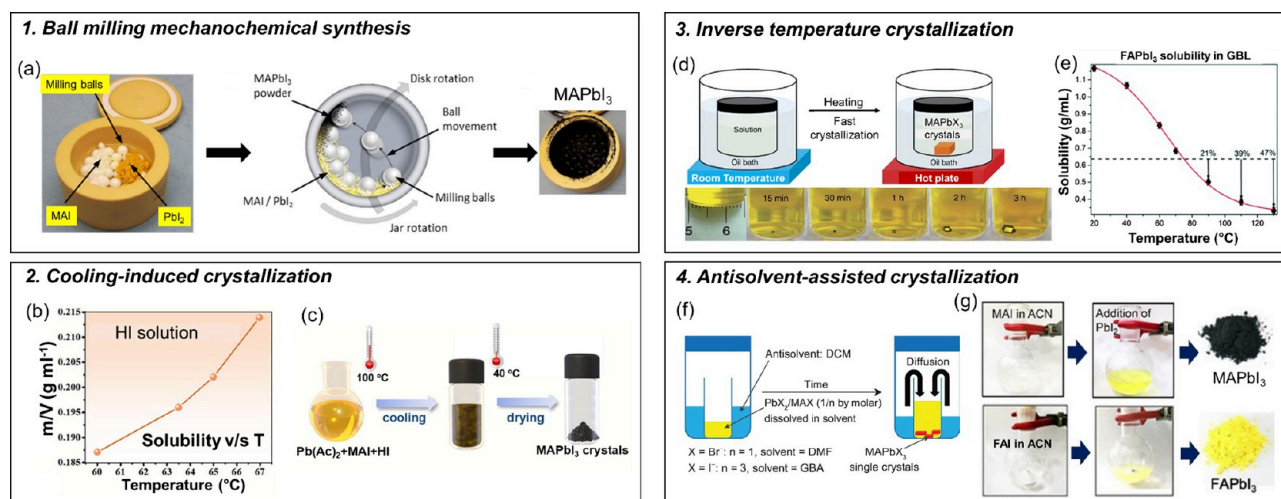 1. Ball milling mechanochemical synthesis
(a)
Milling balls
MAI
PbI2
MAPbI3
powder
Disk rotation
Ball
movement
Milling balls
MAI / PbI2
Jar rotation
MAPbI3
2. Cooling-induced crystallization
(b)
HI solution
m/V (g ml-1)
0.215
0.210
0.205
0.200
0.195
0.190
0.185
Solubility v/s T
60
61
62
63
64
65
66
67
Temperature (°C)
(c)
100 °C
40 °C
cooling
drying
Pb(Ac)2+MAI+HI
MAPbI3 crystals
3. Inverse temperature crystallization
(d)
Solution
Oil bath
Room Temperature
Heating
Fast
crystallization
MAPbX3
crystals
Oil bath
Hot plate
5 6
15 min
30 min
1 h
2 h
3 h
(e)
FAPbI3 solubility in GBL
Solubility (g/mL)
1.1
1.0
0.9
0.8
0.7
0.6
0.5
0.4
21%
39%
47%
20
40
60
80
100
120
Temperature (°C)
4. Antisolvent-assisted crystallization
(f)
Antisolvent: DCM
Time
PbX2/MAX (1/n by molar)
dissolved in solvent
Diffusion
MAPbX3
single crystals
X = Br-: n = 1, solvent = DMF
X = I-: n = 3, solvent = GBA
(g)
MAI in ACN
Addition of
PbI2
MAPbI3
FAI in ACN
FAPbI3